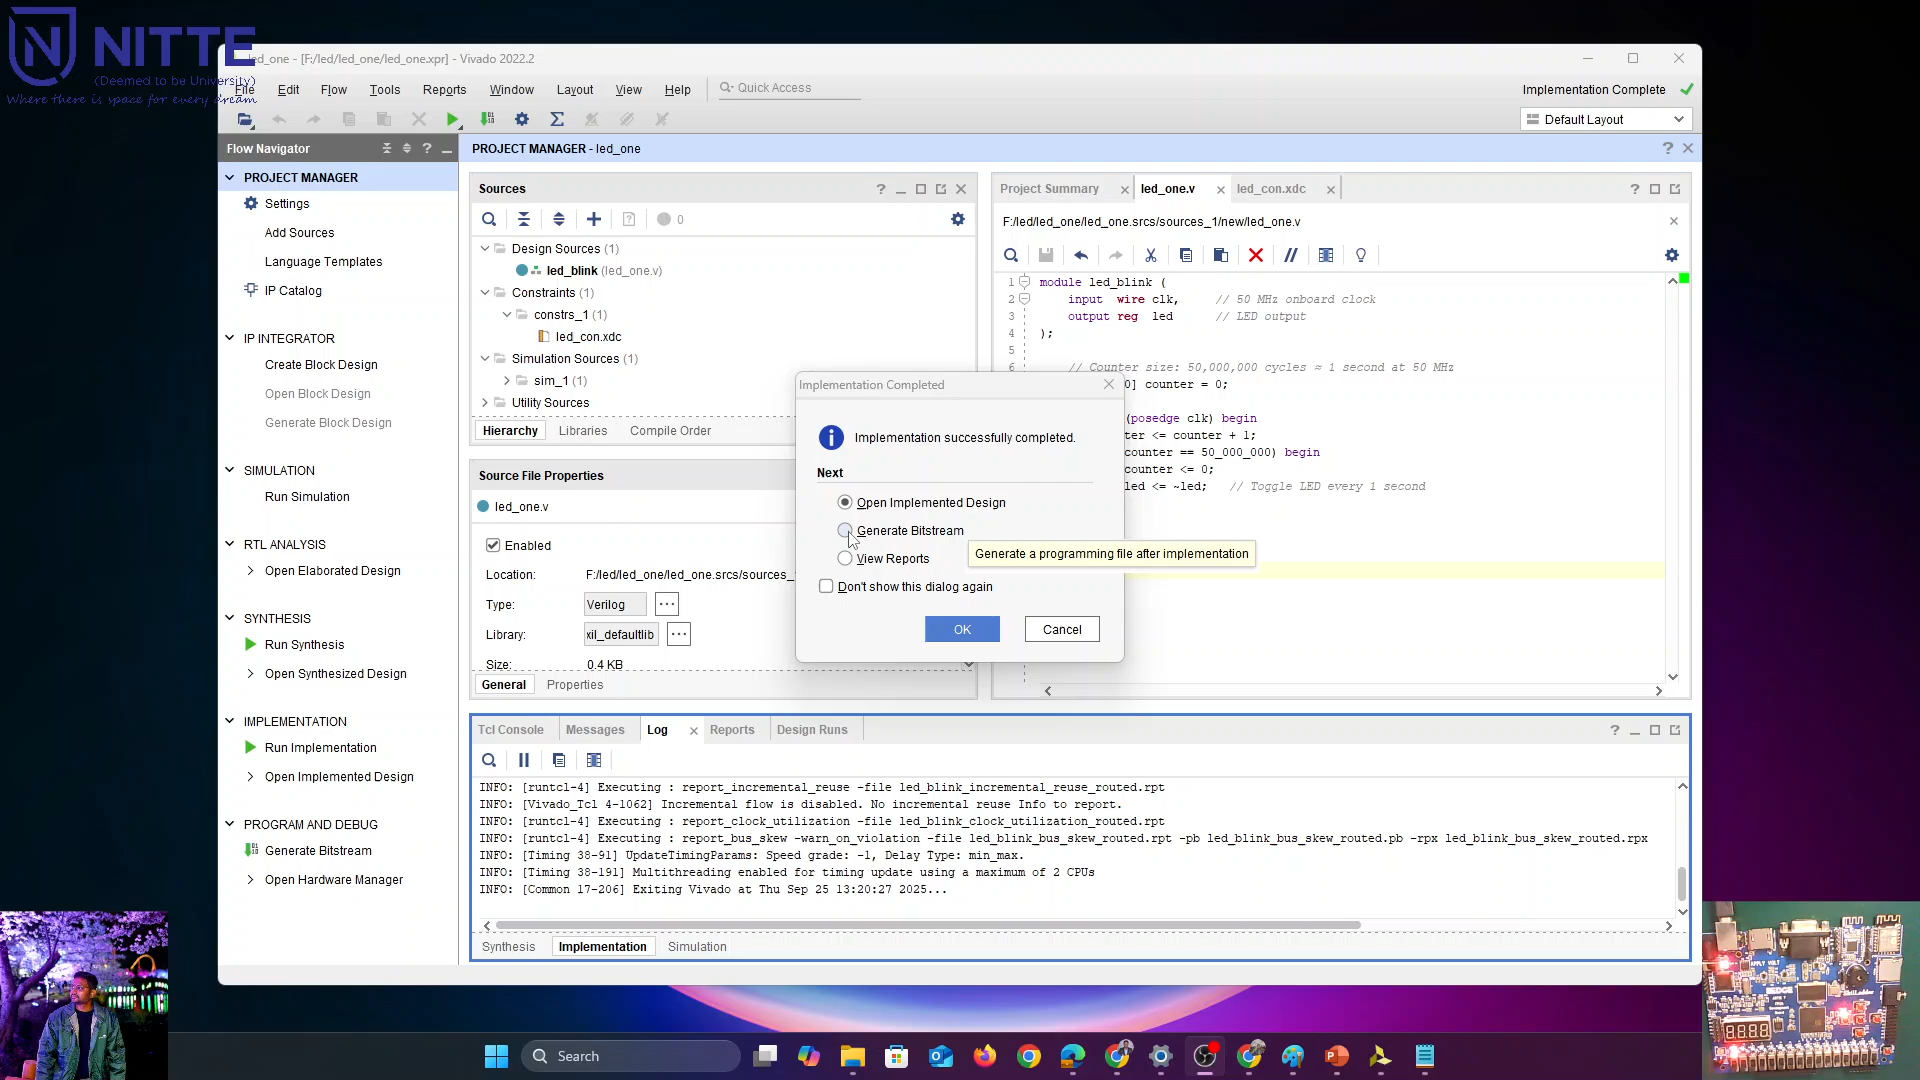 NITTE
(Deemed to be University)
Where there is space for every dream
led_one - [F:/led/led_one/led_one.xpr] - Vivado 2022.2
File Edit Flow Tools Reports Window Layout View Help Quick Access
Implementation Complete
Default Layout
Flow Navigator
PROJECT MANAGER
Settings
Add Sources
Language Templates
IP Catalog
IP INTEGRATOR
Create Block Design
Open Block Design
Generate Block Design
SIMULATION
Run Simulation
RTL ANALYSIS
Open Elaborated Design
SYNTHESIS
Run Synthesis
Open Synthesized Design
IMPLEMENTATION
Run Implementation
Open Implemented Design
PROGRAM AND DEBUG
Generate Bitstream
Open Hardware Manager
PROJECT MANAGER - led_one
Sources
0
Design Sources (1)
led_blink (led_one.v)
Constraints (1)
constrs_1 (1)
led_con.xdc
Simulation Sources (1)
sim_1 (1)
Utility Sources
Hierarchy Libraries Compile Order
Source File Properties
led_one.v
Enabled
Location: F:/led/led_one/led_one.srcs/sources_
Type: Verilog
Library: xil_defaultlib
Size: 0.4 KB
General Properties
Project Summary led_one.v led_con.xdc
F:/led/led_one/led_one.srcs/sources_1/new/led_one.v
1 module led_blink (
2 input wire clk, // 50 MHz onboard clock
3 output reg led // LED output
4 );
5
6 // Counter size: 50,000,000 cycles ≈ 1 second at 50 MHz
0] counter = 0;
(posedge clk) begin
ter <= counter + 1;
counter == 50_000_000) begin
counter <= 0;
led <= ~led; // Toggle LED every 1 second
Implementation Completed
Implementation successfully completed.
Next
Open Implemented Design
Generate Bitstream
View Reports
Generate a programming file after implementation
Don't show this dialog again
OK Cancel
Tcl Console Messages Log Reports Design Runs
INFO: [runtcl-4] Executing : report_incremental_reuse -file led_blink_incremental_reuse_routed.rpt
INFO: [Vivado_Tcl 4-1062] Incremental flow is disabled. No incremental reuse Info to report.
INFO: [runtcl-4] Executing : report_clock_utilization -file led_blink_clock_utilization_routed.rpt
INFO: [runtcl-4] Executing : report_bus_skew -warn_on_violation -file led_blink_bus_skew_routed.rpt -pb led_blink_bus_skew_routed.pb -rpx led_blink_bus_skew_routed.rpx
INFO: [Timing 38-91] UpdateTimingParams: Speed grade: -1, Delay Type: min_max.
INFO: [Timing 38-191] Multithreading enabled for timing update using a maximum of 2 CPUs
INFO: [Common 17-206] Exiting Vivado at Thu Sep 25 13:20:27 2025...
Synthesis Implementation Simulation
Search